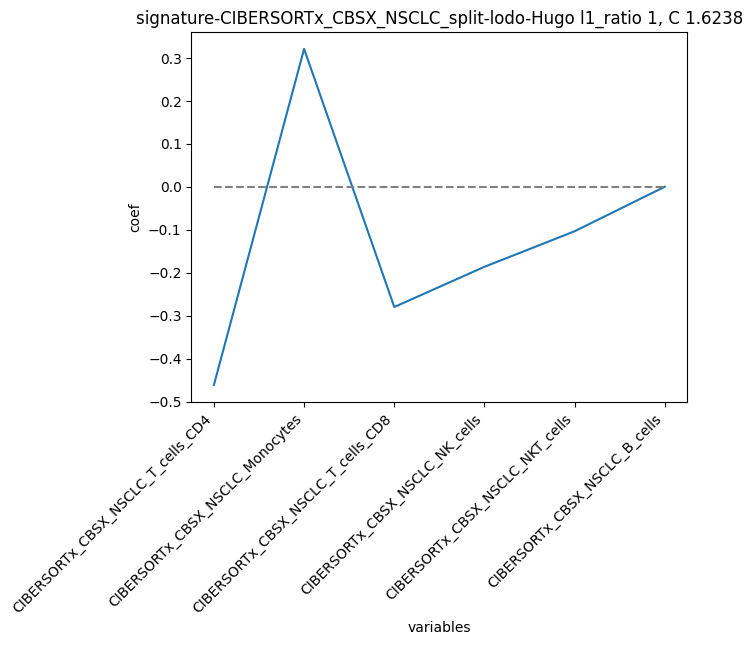 signature-CIBERSORTx_CBSX_NSCLC_split-lodo-Hugo l1_ratio 1, C 1.6238
0.3
0.2
0.1
0.0
−0.1
−0.2
−0.3
−0.4
−0.5
coef
CIBERSORTx_CBSX_NSCLC_T_cells_CD4
CIBERSORTx_CBSX_NSCLC_Monocytes
CIBERSORTx_CBSX_NSCLC_T_cells_CD8
CIBERSORTx_CBSX_NSCLC_NK_cells
CIBERSORTx_CBSX_NSCLC_NKT_cells
CIBERSORTx_CBSX_NSCLC_B_cells
variables